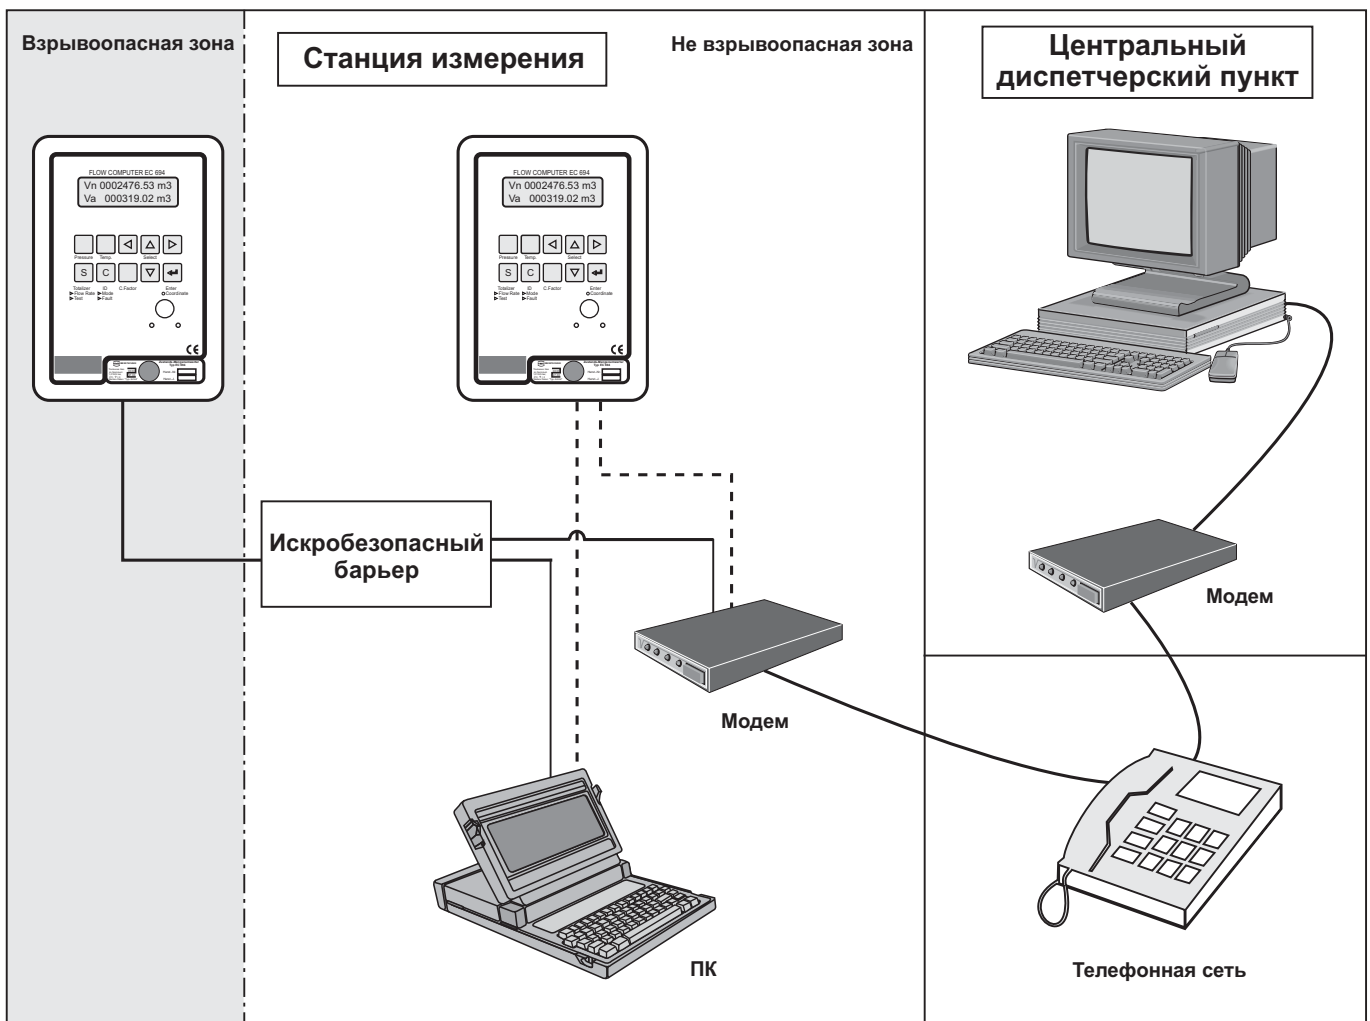 Взрывоопасная зона
Станция измерения
Не взрывоопасная зона
Центральный
диспетчерский пункт
FLOW COMPUTER EC 694
Vn 0002476.53 m3
Va 000319.02 m3
Pressure Temp. Select
S C
Totalizer ID C.Factor Enter
Flow Rate Mode Coordinate
Test Fault
CE
FLOW COMPUTER EC 694
Vn 0002476.53 m3
Va 000319.02 m3
Pressure Temp. Select
S C
Totalizer ID C.Factor Enter
Flow Rate Mode Coordinate
Test Fault
CE
Искробезопасный
барьер
Модем
Модем
ПК
Телефонная сеть